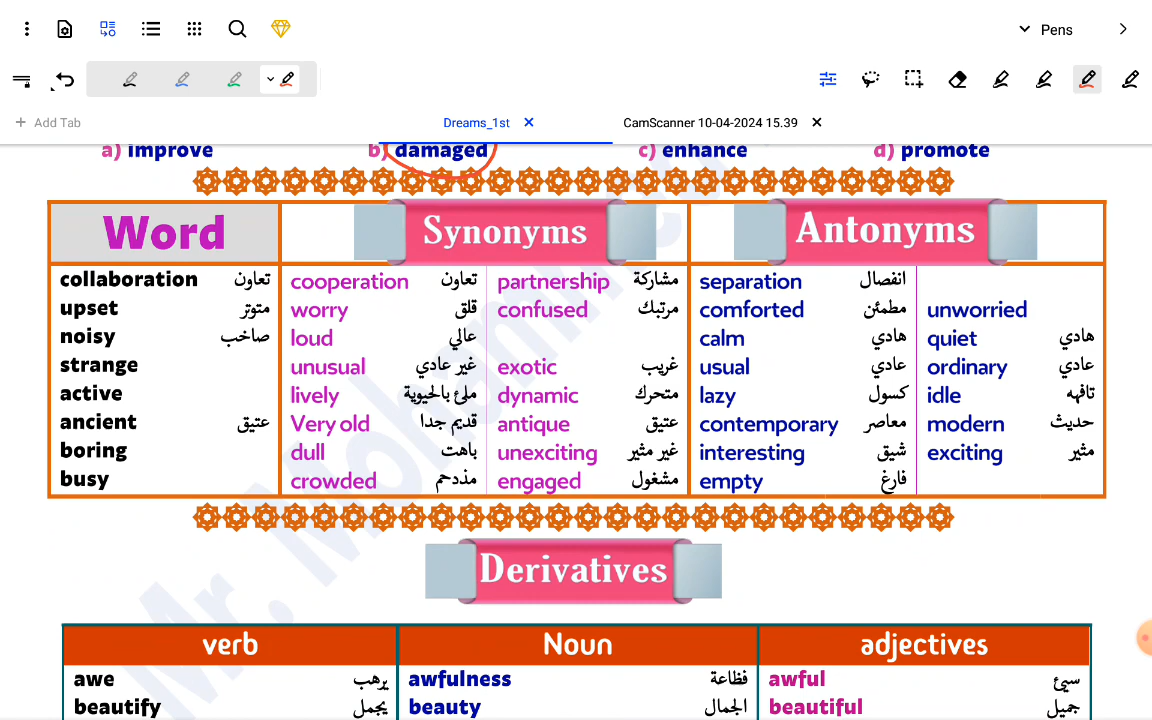 Pens
Add Tab
Dreams_1st
CamScanner 10-04-2024 15.39
a) improve b) damaged c) enhance d) promote
Word Synonyms Antonyms
collaboration تعاون cooperation تعاون partnership مشاركة separation انفصال
upset متوتر worry قلق confused مرتبك comforted مطمئن unworried
noisy صاخب loud عالي calm هادي quiet هادي
strange unusual غير عادي exotic غريب usual عادي ordinary عادي
active lively ملئ بالحيوية dynamic متحرك lazy كسول idle تافهه
ancient عتيق Very old قديم جدا antique عتيق contemporary معاصر modern حديث
boring dull باهت unexciting غير مثير interesting شيق exciting مثير
busy crowded مذدحم engaged مشغول empty فارغ
Derivatives
verb Noun adjectives
awe يرهب awfulness فظاعة awful سيئ
beautify يجمل beauty الجمال beautiful جميل